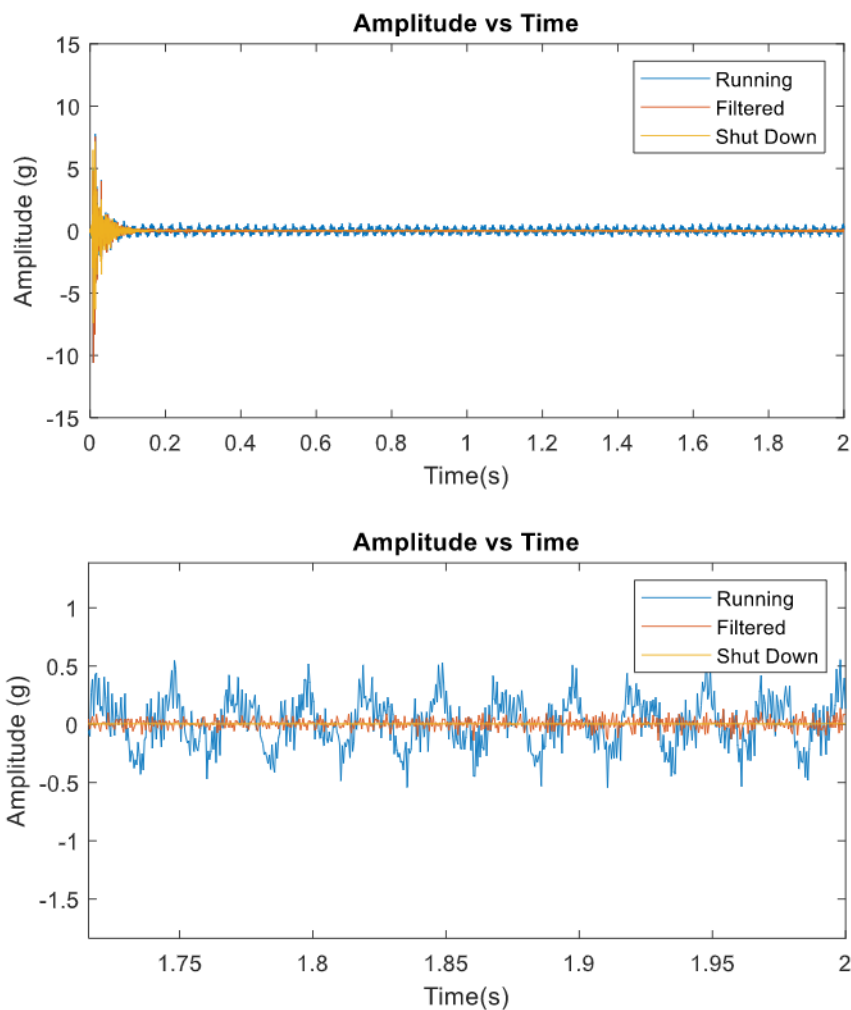 Amplitude vs Time
15
10
5
0
-5
-10
-15
Amplitude (g)
Running
Filtered
Shut Down
0 0.2 0.4 0.6 0.8 1 1.2 1.4 1.6 1.8 2
Time(s)
Amplitude vs Time
1
0.5
0
-0.5
-1
-1.5
Amplitude (g)
Running
Filtered
Shut Down
1.75 1.8 1.85 1.9 1.95 2
Time(s)